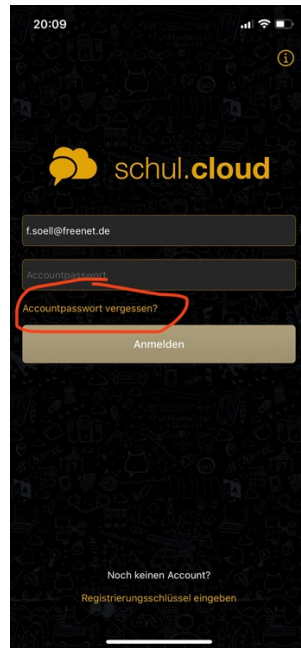 20:09
schul.cloud
f.soell@freenet.de
Accountpasswort
Accountpasswort vergessen?
Anmelden
Noch keinen Account?
Registrierungsschlüssel eingeben